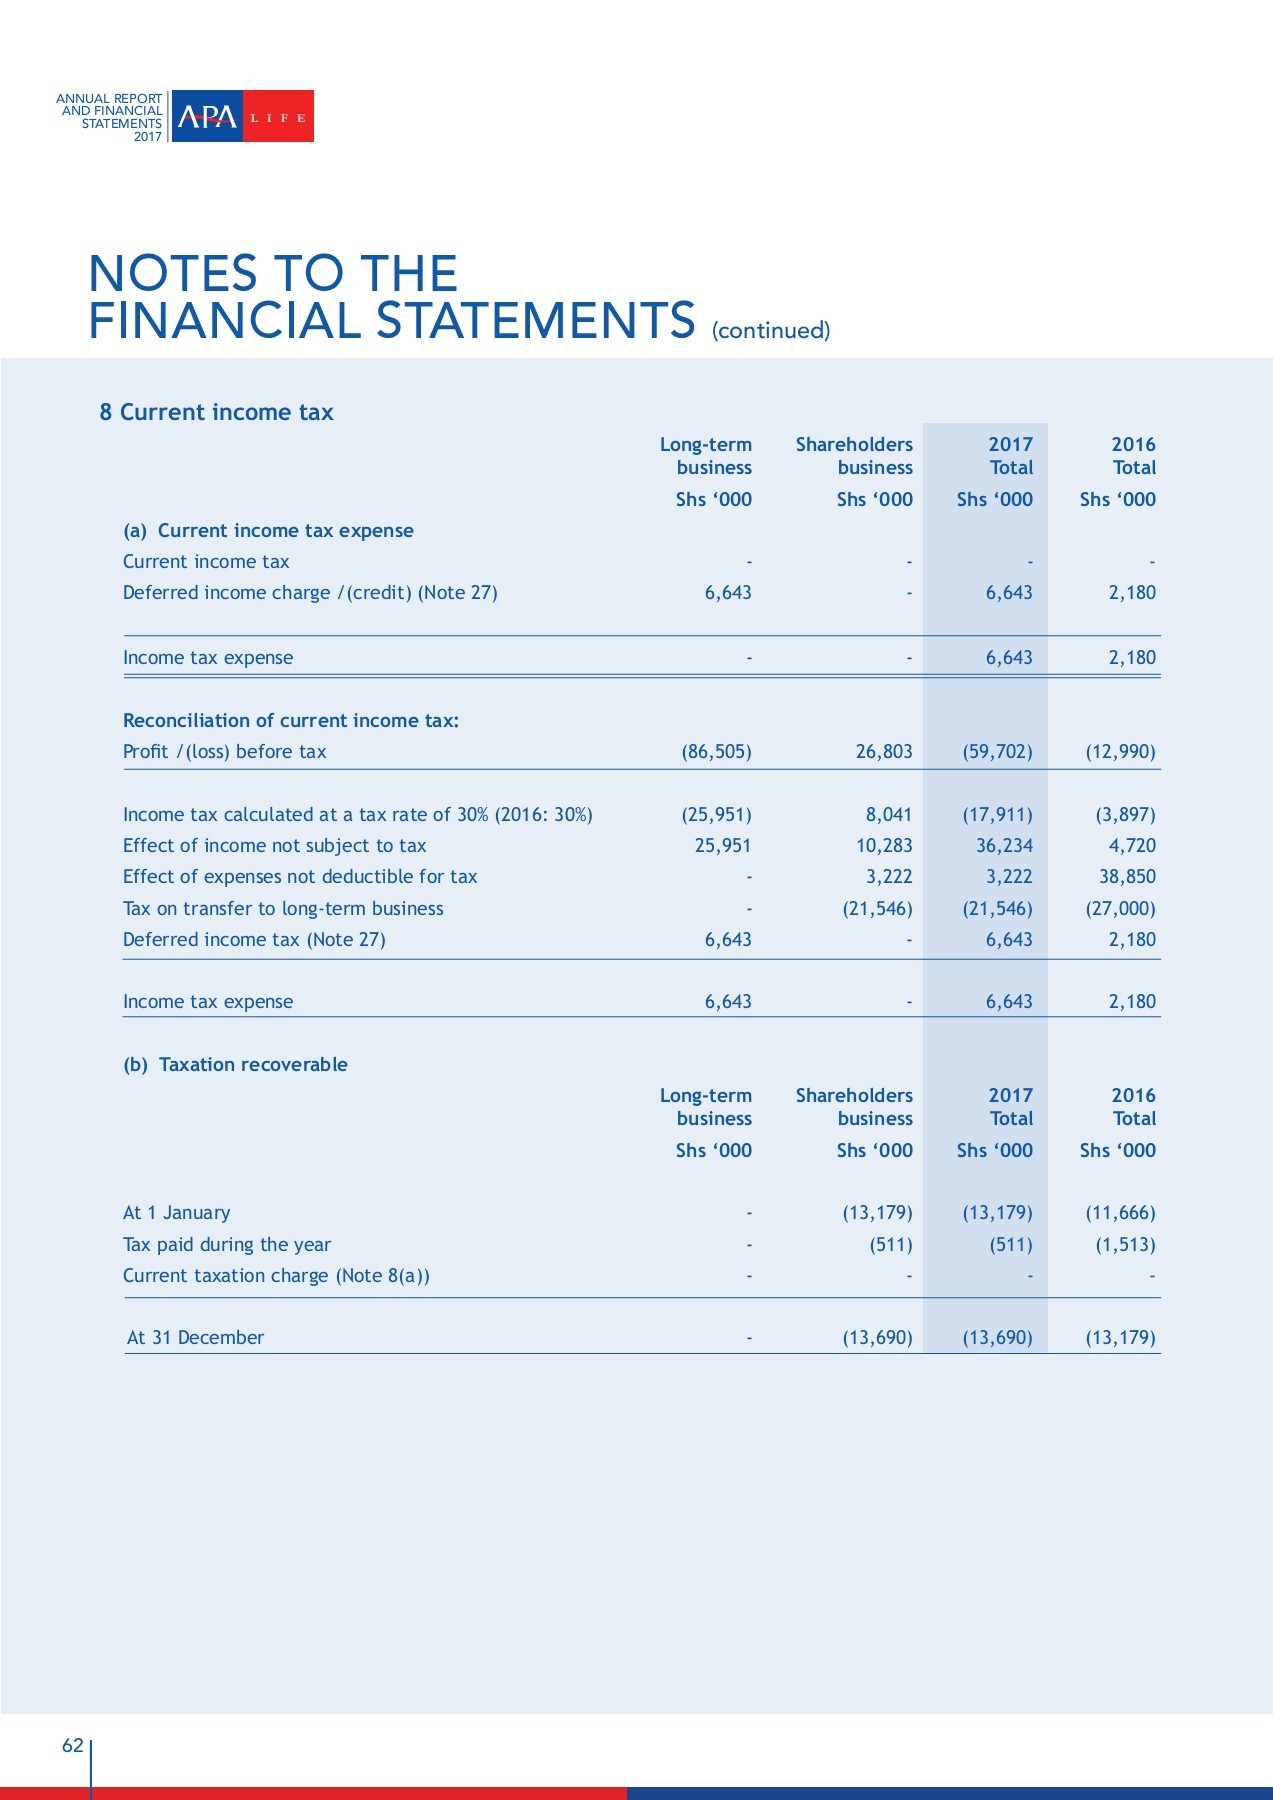 ANNUAL REPORT
AND FINANCIAL
STATEMENTS
2017
APA LIFE
NOTES TO THE
FINANCIAL STATEMENTS (continued)
8 Current income tax
Long-term Shareholders 2017 2016
business business Total Total
Shs ‘000 Shs ‘000 Shs ‘000 Shs ‘000
(a) Current income tax expense
Current income tax - - - -
Deferred income charge /(credit) (Note 27) 6,643 - 6,643 2,180
Income tax expense - - 6,643 2,180
Reconciliation of current income tax:
Profit /(loss) before tax (86,505) 26,803 (59,702) (12,990)
Income tax calculated at a tax rate of 30% (2016: 30%) (25,951) 8,041 (17,911) (3,897)
Effect of income not subject to tax 25,951 10,283 36,234 4,720
Effect of expenses not deductible for tax - 3,222 3,222 38,850
Tax on transfer to long-term business - (21,546) (21,546) (27,000)
Deferred income tax (Note 27) 6,643 - 6,643 2,180
Income tax expense 6,643 - 6,643 2,180
(b) Taxation recoverable
Long-term Shareholders 2017 2016
business business Total Total
Shs ‘000 Shs ‘000 Shs ‘000 Shs ‘000
At 1 January - (13,179) (13,179) (11,666)
Tax paid during the year - (511) (511) (1,513)
Current taxation charge (Note 8(a)) - - - -
At 31 December - (13,690) (13,690) (13,179)
62